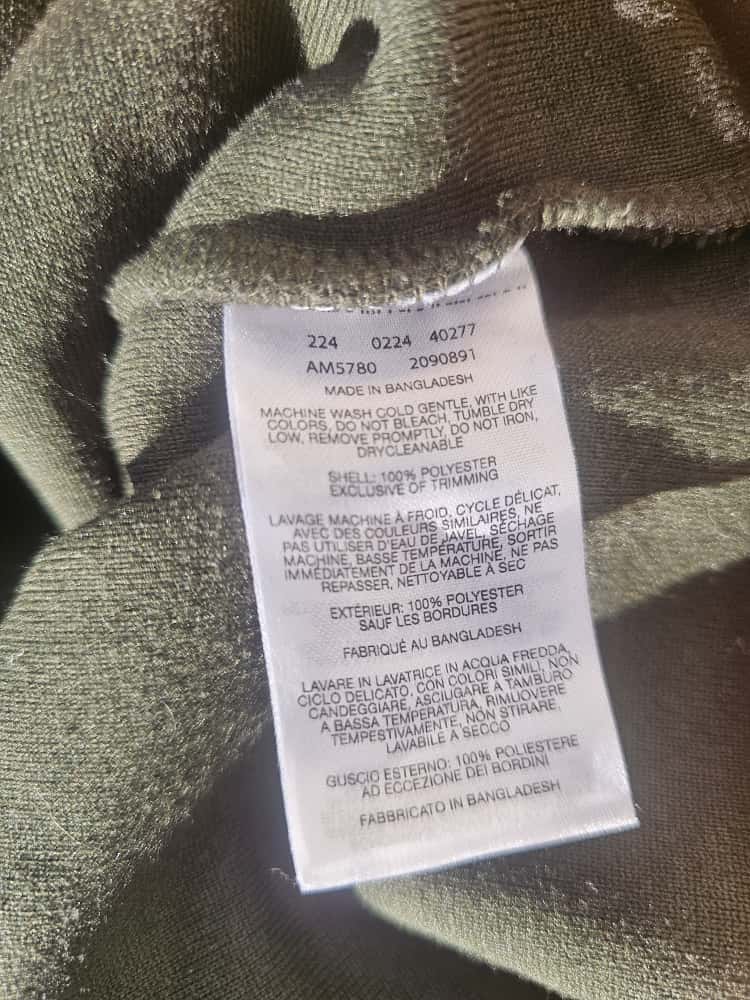 224 0224 40277
AM5780 2090891
MADE IN BANGLADESH
MACHINE WASH COLD GENTLE, WITH LIKE
COLORS, DO NOT BLEACH, TUMBLE DRY
LOW, REMOVE PROMPTLY, DO NOT IRON,
DRYCLEANABLE
SHELL: 100% POLYESTER
EXCLUSIVE OF TRIMMING
LAVAGE MACHINE À FROID, CYCLE DÉLICAT,
AVEC DES COULEURS SIMILAIRES, NE
PAS UTILISER D'EAU DE JAVEL, SÉCHAGE
MACHINE, BASSE TEMPÉRATURE, SORTIR
IMMÉDIATEMENT DE LA MACHINE, NE PAS
REPASSER, NETTOYABLE À SEC
EXTÉRIEUR: 100% POLYESTER
SAUF LES BORDURES
FABRIQUÉ AU BANGLADESH
LAVARE IN LAVATRICE IN ACQUA FREDDA,
CICLO DELICATO, CON COLORI SIMILI, NON
CANDEGGIARE, ASCIUGARE A TAMBURO
A BASSA TEMPERATURA, RIMUOVERE
TEMPESTIVAMENTE, NON STIRARE,
LAVABILE A SECCO
GUSCIO ESTERNO: 100% POLIESTERE
AD ECCEZIONE DEI BORDINI
FABBRICATO IN BANGLADESH